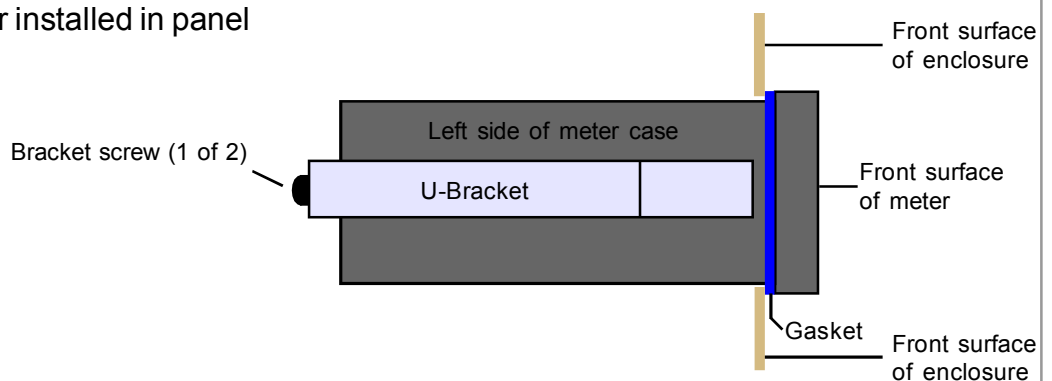 r installed in panel
Front surface
of enclosure
Left side of meter case
Bracket screw (1 of 2)
U-Bracket
Front surface
of meter
Gasket
Front surface
of enclosure